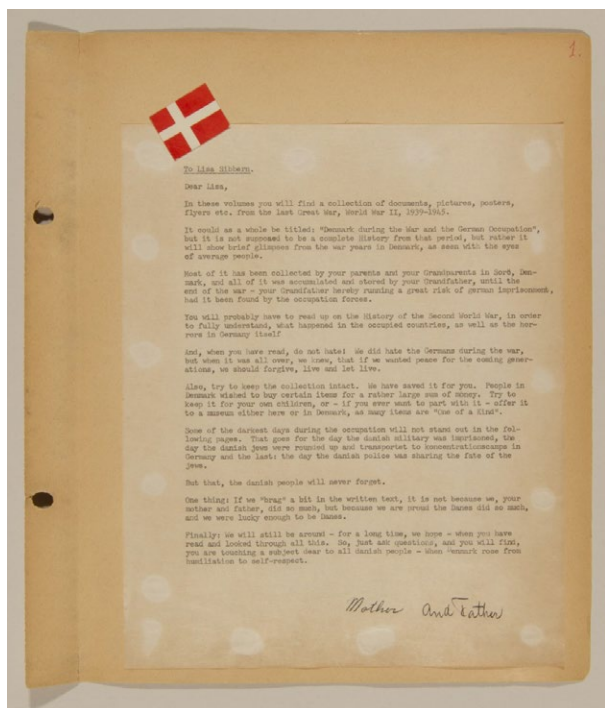 1.
To Lisa Sibbern.
Dear Lisa,
In these volumes you will find a collection of documents, pictures, posters,
flyers etc. from the last Great War, World War II, 1939-1945.
It could as a whole be titled: "Denmark during the War and the German Occupation",
but it is not supposed to be a complete History from that period, but rather it
will show brief glimpses from the war years in Denmark, as seen with the eyes
of average people.
Most of it has been collected by your parents and your Grandparents in Sorö, Den-
mark, and all of it was accumulated and stored by your Grandfather, until the
end of the war - your Grandfather hereby running a great risk of german imprisonment,
had it been found by the occupation forces.
You will probably have to read up on the History of the Second World War, in order
to fully understand, what happened in the occupied countries, as well as the hor-
rors in Germany itself
And, when you have read, do not hate! We did hate the Germans during the war,
but when it was all over, we knew, that if we wanted peace for the coming gener-
ations, we should forgive, live and let live.
Also, try to keep the collection intact. We have saved it for you. People in
Denmark wished to buy certain items for a rather large sum of money. Try to
keep it for your own children, or - if you ever want to part with it - offer it
to a museum either here or in Denmark, as many items are "One of a Kind".
Some of the darkest days during the occupation will not stand out in the fol-
lowing pages. That goes for the day the danish military was imprisoned, the
day the danish jews were rounded up and transportet to koncentrationscamps in
Germany and the last: the day the danish police was sharing the fate of the
jews.
But that, the danish people will never forget.
One thing: If we "brag" a bit in the written text, it is not because we, your
mother and father, did so much, but because we are proud the Danes did so much,
and we were lucky enough to be Danes.
Finally: We will still be around - for a long time, we hope - when you have
read and looked through all this. So, just ask questions, and you will find,
you are touching a subject dear to all danish people - When Denmark rose from
humiliation to self-respect.
Mother and Father